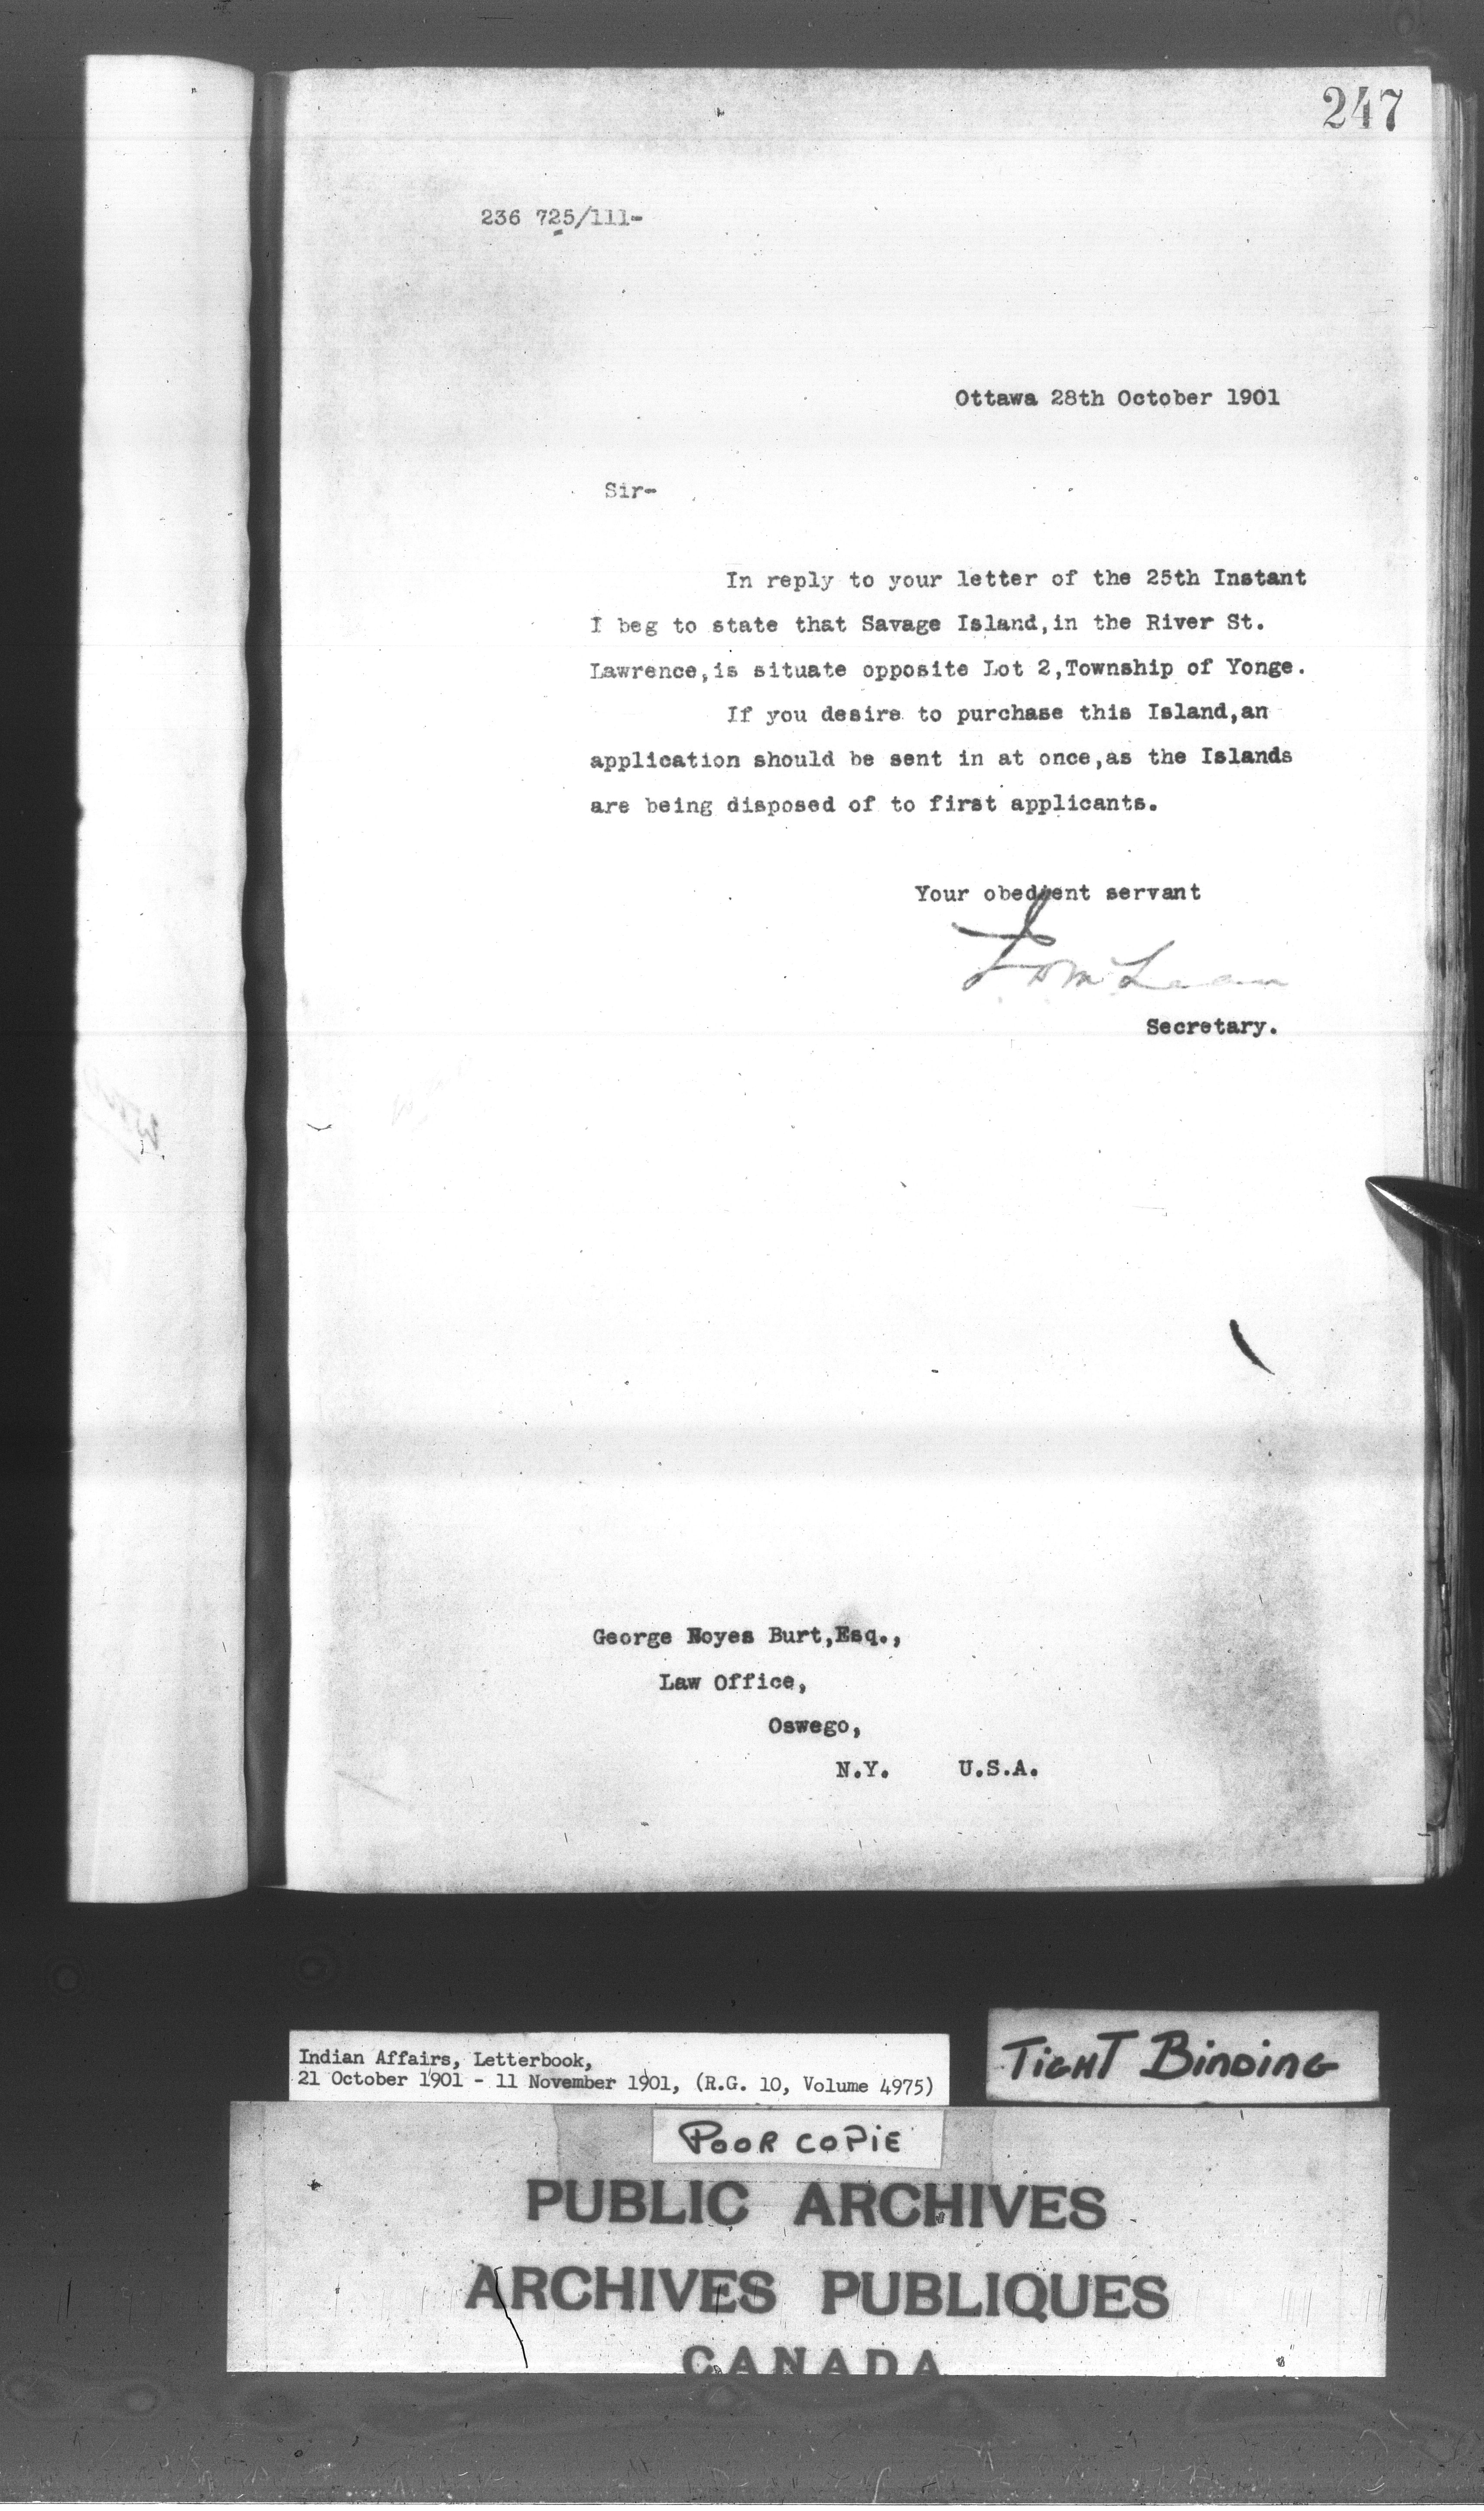 247
236 725/111-
Ottawa 28th October 1901
Sir-
In reply to your letter of the 25th Instant
I beg to state that Savage Island,in the River St.
Lawrence,is situate opposite Lot 2,Township of Yonge.
If you desire to purchase this Island,an
application should be sent in at once,as the Islands
are being disposed of to first applicants.
Your obedient servant
J D McLean
Secretary.
George Noyes Burt,Esq.,
Law Office,
Oswego,
N.Y. U.S.A.
Indian Affairs, Letterbook,
21 October 1901 - 11 November 1901, (R.G. 10, Volume 4975)
TIGHT BINDING
POOR COPIE
PUBLIC ARCHIVES
ARCHIVES PUBLIQUES
CANADA